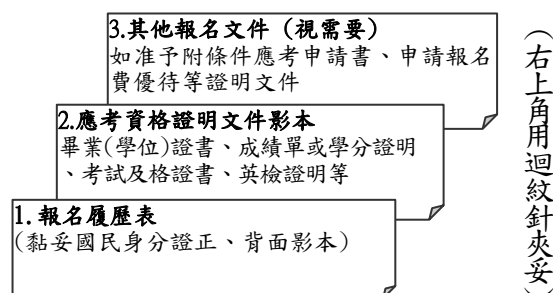 3.其他報名文件（視需要）
如准予附條件應考申請書、申請報名
費優待等證明文件
2.應考資格證明文件影本
畢業(學位)證書、成績單或學分證明
、考試及格證書、英檢證明等
1.報名履歷表
(黏妥國民身分證正、背面影本)
（右上角用迴紋針夾妥）